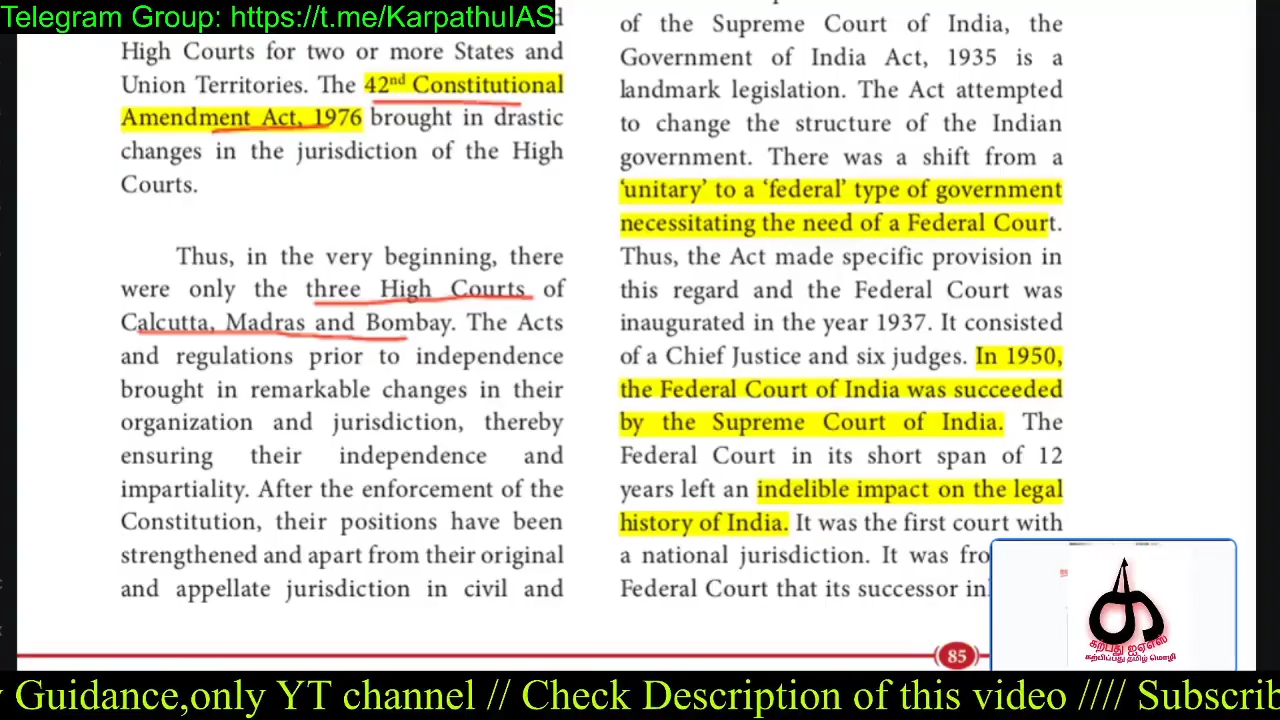 Telegram Group: https://t.me/KarpathuIAS
High Courts for two or more States and
Union Territories. The 42nd Constitutional
Amendment Act, 1976 brought in drastic
changes in the jurisdiction of the High
Courts.
Thus, in the very beginning, there
were only the three High Courts of
Calcutta, Madras and Bombay. The Acts
and regulations prior to independence
brought in remarkable changes in their
organization and jurisdiction, thereby
ensuring their independence and
impartiality. After the enforcement of the
Constitution, their positions have been
strengthened and apart from their original
and appellate jurisdiction in civil and
of the Supreme Court of India, the
Government of India Act, 1935 is a
landmark legislation. The Act attempted
to change the structure of the Indian
government. There was a shift from a
‘unitary’ to a ‘federal’ type of government
necessitating the need of a Federal Court.
Thus, the Act made specific provision in
this regard and the Federal Court was
inaugurated in the year 1937. It consisted
of a Chief Justice and six judges. In 1950,
the Federal Court of India was succeeded
by the Supreme Court of India. The
Federal Court in its short span of 12
years left an indelible impact on the legal
history of India. It was the first court with
a national jurisdiction. It was fro
Federal Court that its successor in
க
கற்பது ஐஏஎஸ்
கற்பிப்பது தமிழ் மொழி
85
Guidance,only YT channel // Check Description of this video //// Subscrib